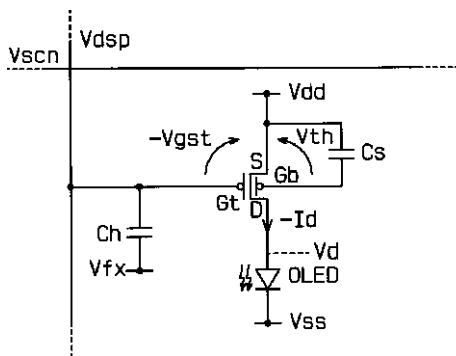 Vdsp
Vscn
Vdd
-Vgst
Vth
Cs
S
Gb
Gt
D
-Id
Ch
Vd
Vfx
OLED
Vss